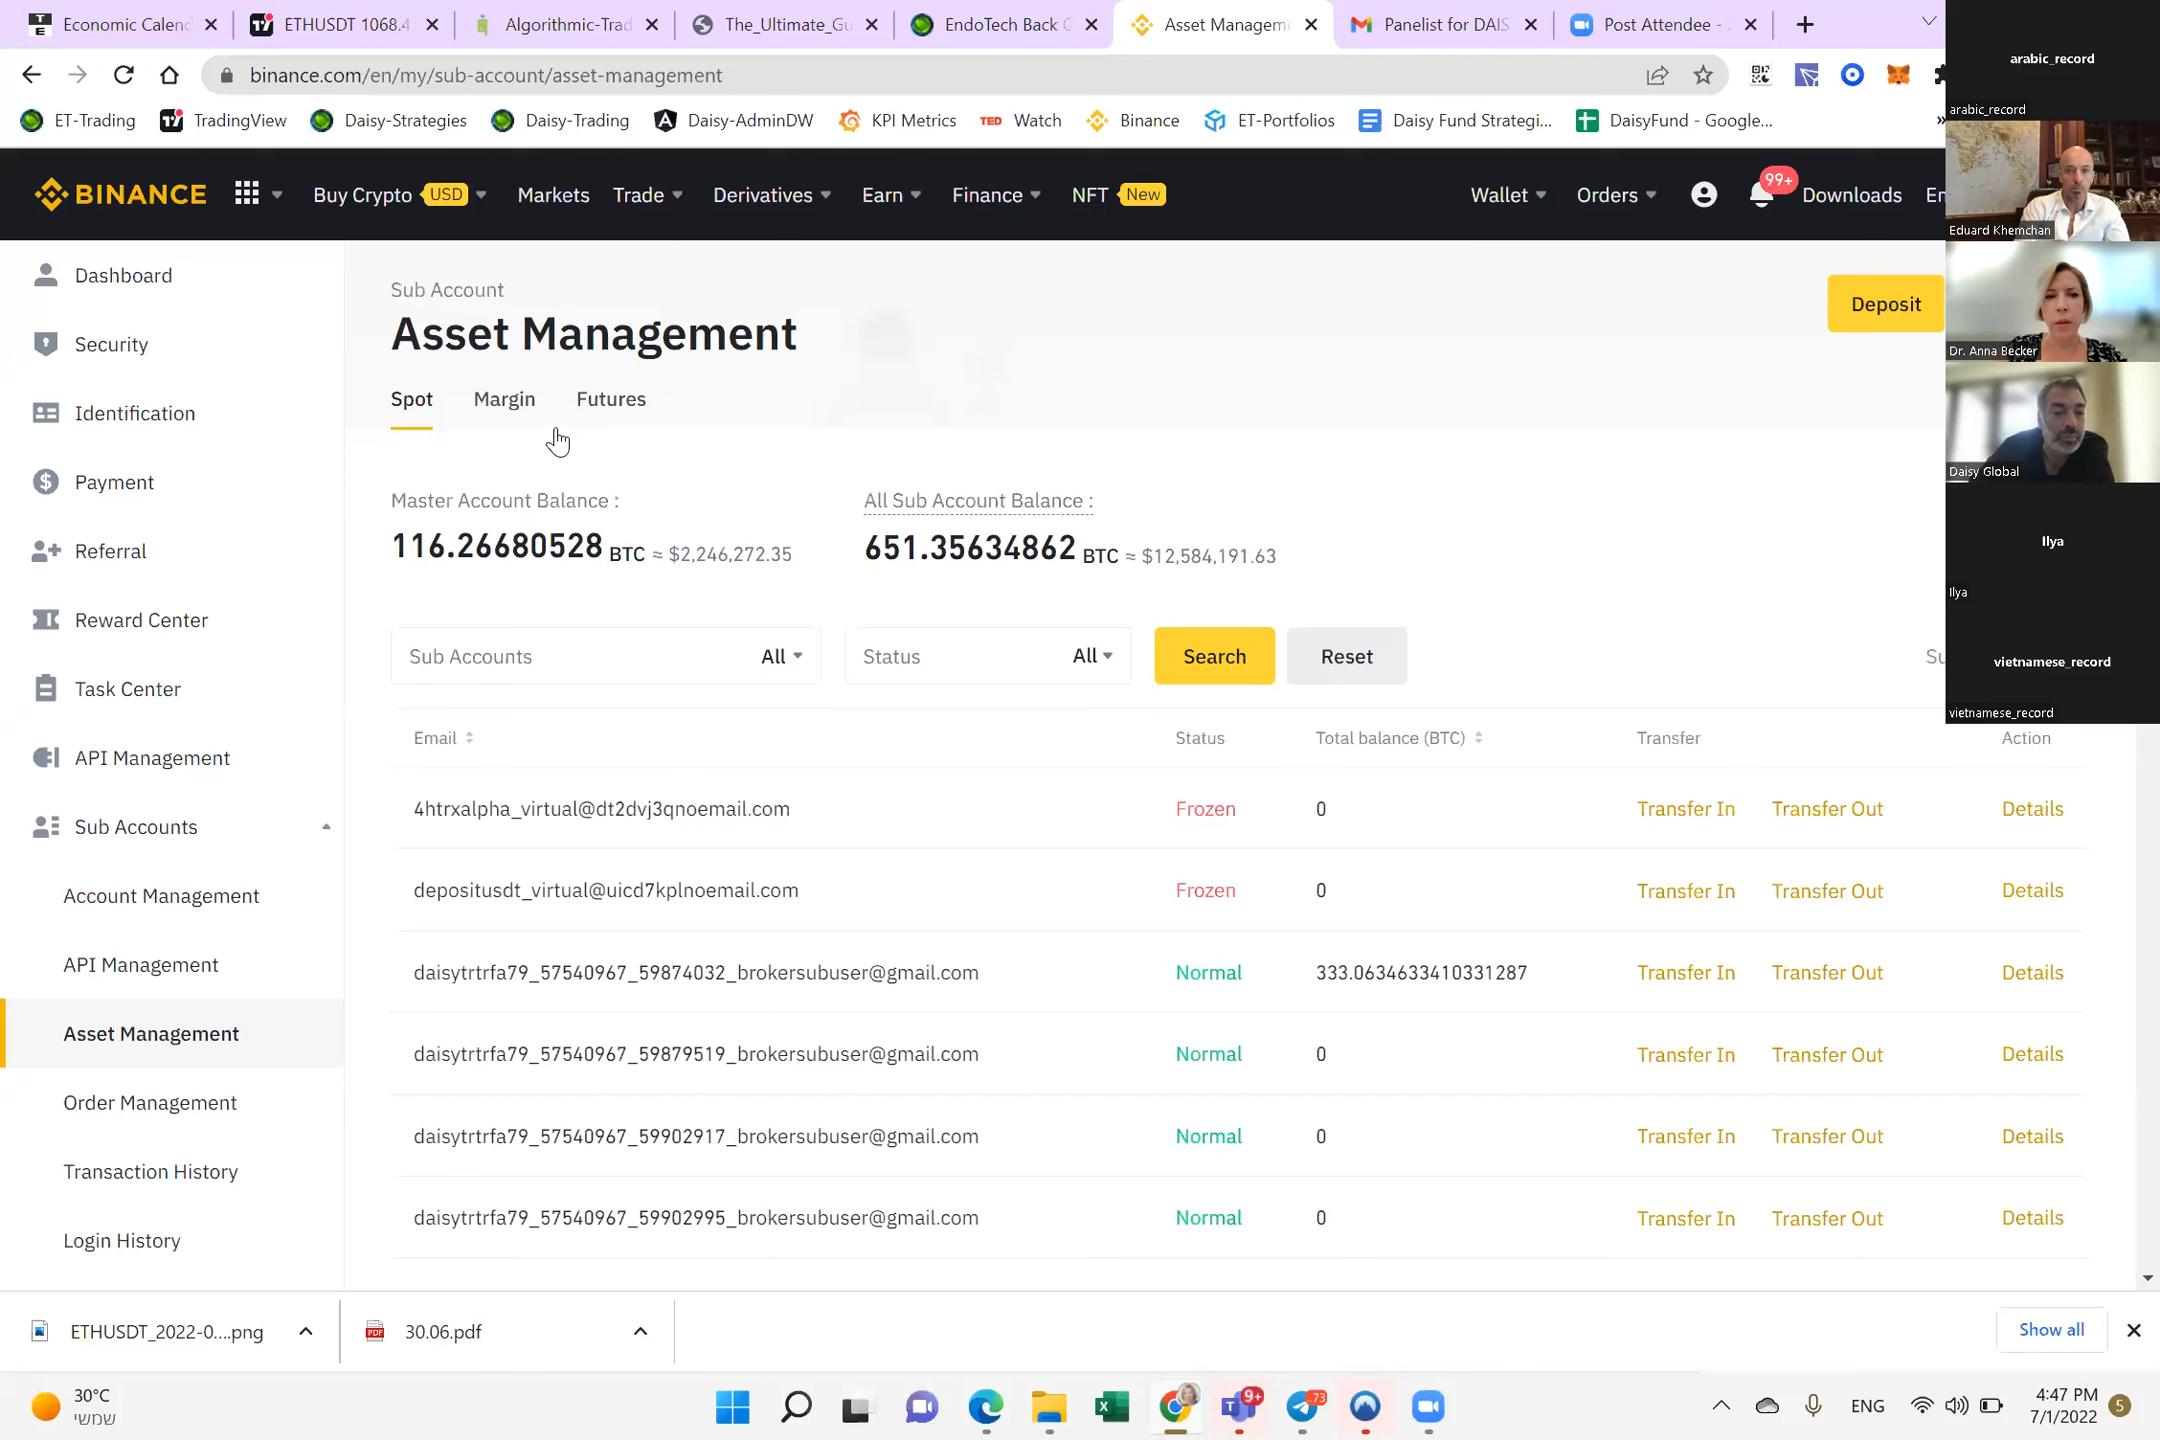 Economic Calend
ETHUSDT 1068.4
Algorithmic-Trad
The_Ultimate_Gu
EndoTech Back O
Asset Managem
Panelist for DAIS
Post Attendee - Z
binance.com/en/my/sub-account/asset-management
ET-Trading
TradingView
Daisy-Strategies
Daisy-Trading
Daisy-AdminDW
KPI Metrics
TED Watch
Binance
ET-Portfolios
Daisy Fund Strategi...
DaisyFund - Google...
»
BINANCE
Buy Crypto USD
Markets
Trade
Derivatives
Earn
Finance
NFT New
Wallet
Orders
99+
Downloads
En
arabic_record
arabic_record
Eduard Khemchan
Dr. Anna Becker
Daisy Global
Ilya
Ilya
vietnamese_record
vietnamese_record
Dashboard
Security
Identification
Payment
Referral
Reward Center
Task Center
API Management
Sub Accounts
Account Management
API Management
Asset Management
Order Management
Transaction History
Login History
Sub Account
Asset Management
Deposit
Spot Margin Futures
Master Account Balance :
116.26680528 BTC ≈ $2,246,272.35
All Sub Account Balance :
651.35634862 BTC ≈ $12,584,191.63
Sub Accounts All
Status All
Search
Reset
Su
Email Status Total balance (BTC) Transfer Action
4htrxalpha_virtual@dt2dvj3qnoemail.com Frozen 0 Transfer In Transfer Out Details
depositusdt_virtual@uicd7kplnoemail.com Frozen 0 Transfer In Transfer Out Details
daisytrtrfa79_57540967_59874032_brokersubuser@gmail.com Normal 333.0634633410331287 Transfer In Transfer Out Details
daisytrtrfa79_57540967_59879519_brokersubuser@gmail.com Normal 0 Transfer In Transfer Out Details
daisytrtrfa79_57540967_59902917_brokersubuser@gmail.com Normal 0 Transfer In Transfer Out Details
daisytrtrfa79_57540967_59902995_brokersubuser@gmail.com Normal 0 Transfer In Transfer Out Details
ETHUSDT_2022-0....png
PDF 30.06.pdf
Show all
30°C
שמשי
9+
73
ENG
4:47 PM
7/1/2022
5